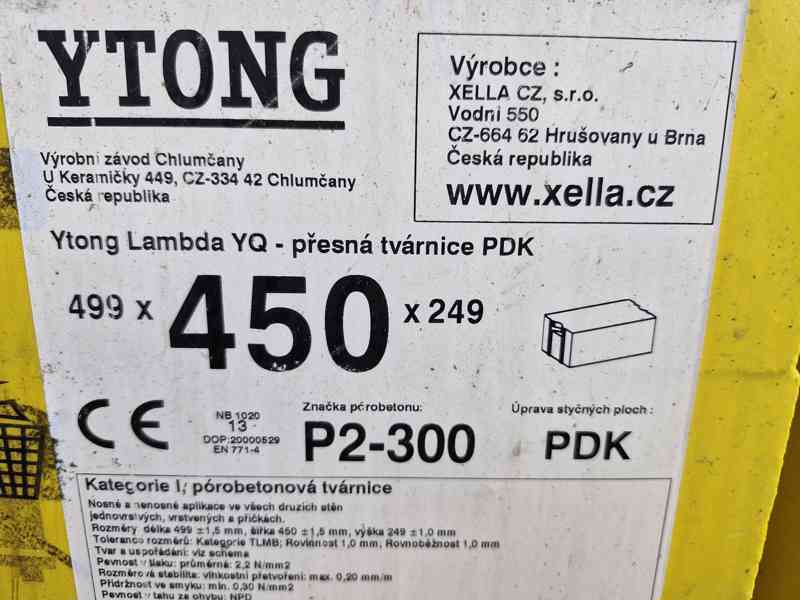 YTONG
Výrobní závod Chlumčany
U Keramičky 449, CZ-334 42 Chlumčany
Česká republika
Výrobce :
XELLA CZ, s.r.o.
Vodní 550
CZ-664 62 Hrušovany u Brna
Česká republika
www.xella.cz
Ytong Lambda YQ - přesná tvárnice PDK
499 x 450 x 249
CE
NB 1020
13
DOP:20000529
EN 771-4
Značka pórobetonu:
P2-300
Úprava styčných ploch :
PDK
Kategorie I, pórobetonová tvárnice
Nosné a nenosné aplikace ve všech druzích stěn
jednovrstvých, vrstvených a příčkách.
Rozměry délka 499 ±1,5 mm, šířka 450 ±1,5 mm, výška 249 ±1,0 mm
Tolerance rozměrů: Kategorie TLMB; Rovinnost 1,0 mm; Rovnoběžnost 1,0 mm
Tvar a uspořádání: viz schema
Pevnost v tlaku: průměrná: 2,2 N/mm2
Rozměrová stabilita: vlhkostní přetvoření: max. 0,20 mm/m
Přídržnost ve smyku: min. 0,30 N/mm2
Pevnost v tahu za ohybu: NPD